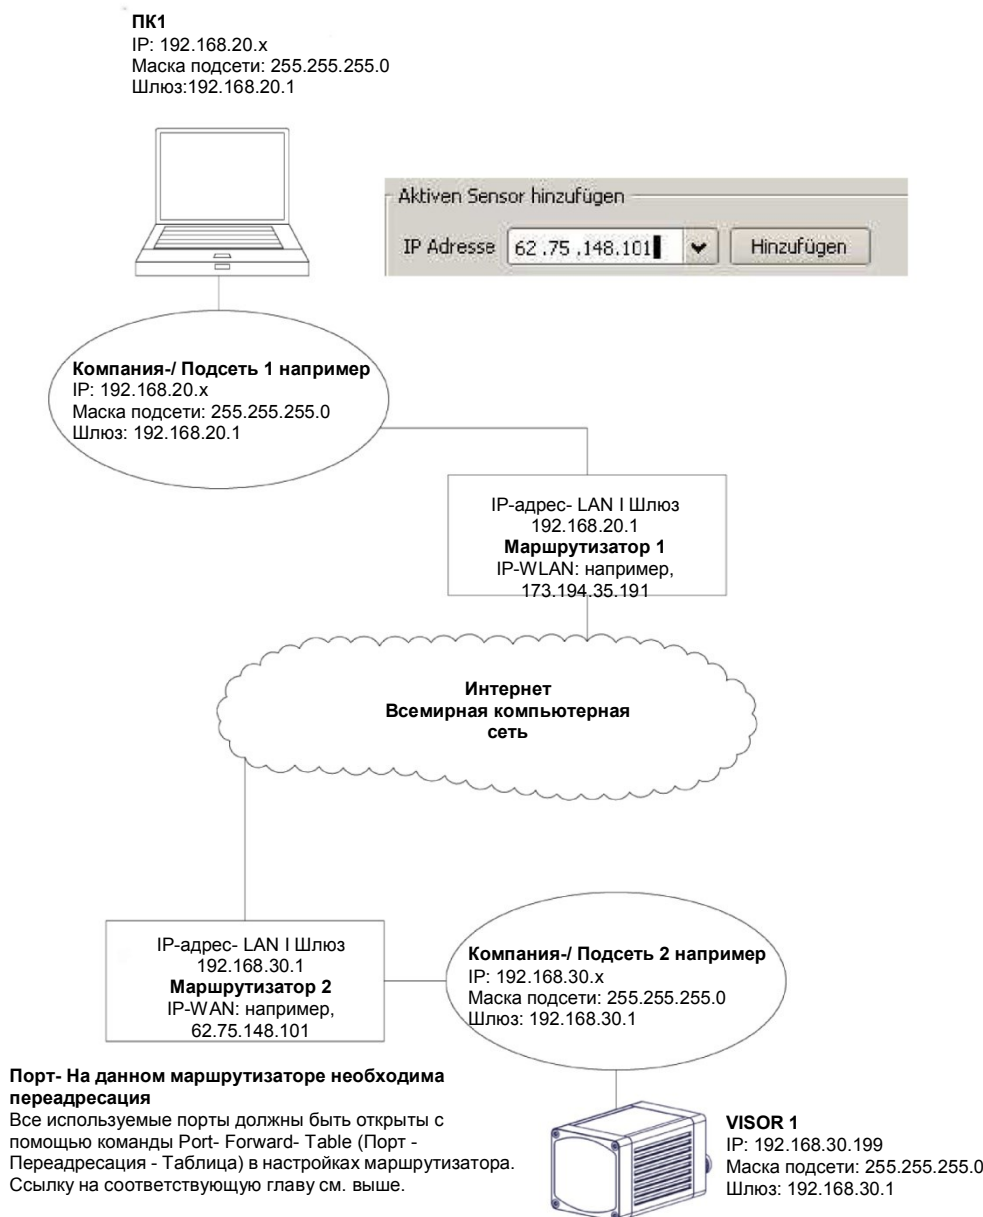 ПК1
IP: 192.168.20.x
Маска подсети: 255.255.255.0
Шлюз:192.168.20.1
Aktiven Sensor hinzufügen
IP Adresse 62 .75 .148.101 Hinzufügen
Компания-/ Подсеть 1 например
IP: 192.168.20.x
Маска подсети: 255.255.255.0
Шлюз: 192.168.20.1
IP-адрес- LAN I Шлюз
192.168.20.1
Маршрутизатор 1
IP-WLAN: например,
173.194.35.191
Интернет
Всемирная компьютерная
сеть
IP-адрес- LAN I Шлюз
192.168.30.1
Маршрутизатор 2
IP-WAN: например,
62.75.148.101
Компания-/ Подсеть 2 например
IP: 192.168.30.x
Маска подсети: 255.255.255.0
Шлюз: 192.168.30.1
Порт- На данном маршрутизаторе необходима
переадресация
Все используемые порты должны быть открыты с
помощью команды Port- Forward- Table (Порт -
Переадресация - Таблица) в настройках маршрутизатора.
Ссылку на соответствующую главу см. выше.
VISOR 1
IP: 192.168.30.199
Маска подсети: 255.255.255.0
Шлюз: 192.168.30.1